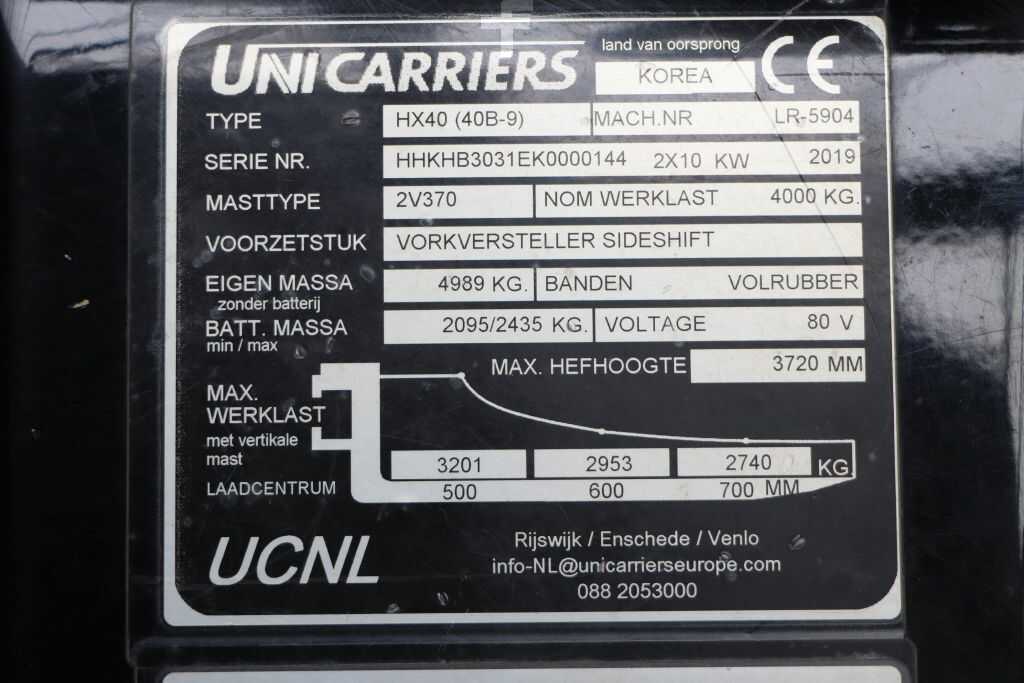 UNICARRIERS land van oorsprong CE
KOREA
TYPE HX40 (40B-9) MACH.NR LR-5904
SERIE NR. HHKHB3031EK0000144 2X10 KW 2019
MASTTYPE 2V370 NOM WERKLAST 4000 KG.
VOORZETSTUK VORKVERSTELLER SIDESHIFT
EIGEN MASSA 4989 KG. BANDEN VOLRUBBER
zonder batterij
BATT. MASSA 2095/2435 KG. VOLTAGE 80 V
min / max
MAX. HEFHOOGTE 3720 MM
MAX.
WERKLAST
met vertikale
mast
3201 2953 2740 KG.
LAADCENTRUM 500 600 700 MM
UCNL
Rijswijk / Enschede / Venlo
info-NL@unicarrierseurope.com
088 2053000